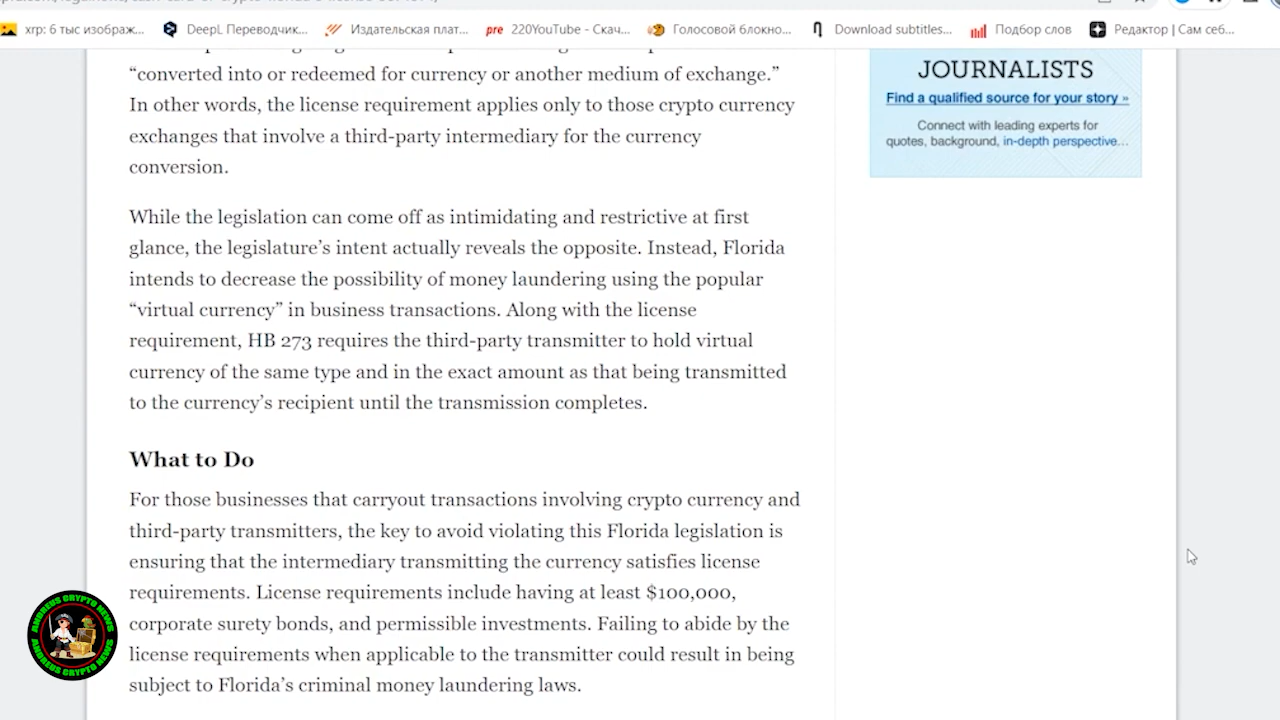 xrp: 6 тыс изображ...
DeepL Переводчик...
Издательская плат...
pre 220YouTube - Скач...
Голосовой блокно...
Download subtitles...
Подбор слов
Редактор | Сам себ...
“converted into or redeemed for currency or another medium of exchange.”
In other words, the license requirement applies only to those crypto currency
exchanges that involve a third-party intermediary for the currency
conversion.
While the legislation can come off as intimidating and restrictive at first
glance, the legislature’s intent actually reveals the opposite. Instead, Florida
intends to decrease the possibility of money laundering using the popular
“virtual currency” in business transactions. Along with the license
requirement, HB 273 requires the third-party transmitter to hold virtual
currency of the same type and in the exact amount as that being transmitted
to the currency’s recipient until the transmission completes.
What to Do
For those businesses that carryout transactions involving crypto currency and
third-party transmitters, the key to avoid violating this Florida legislation is
ensuring that the intermediary transmitting the currency satisfies license
requirements. License requirements include having at least $100,000,
corporate surety bonds, and permissible investments. Failing to abide by the
license requirements when applicable to the transmitter could result in being
subject to Florida’s criminal money laundering laws.
JOURNALISTS
Find a qualified source for your story »
Connect with leading experts for
quotes, background, in-depth perspective...
ANDREUS CRYPTO NEWS
ANDREUS CRYPTO NEWS